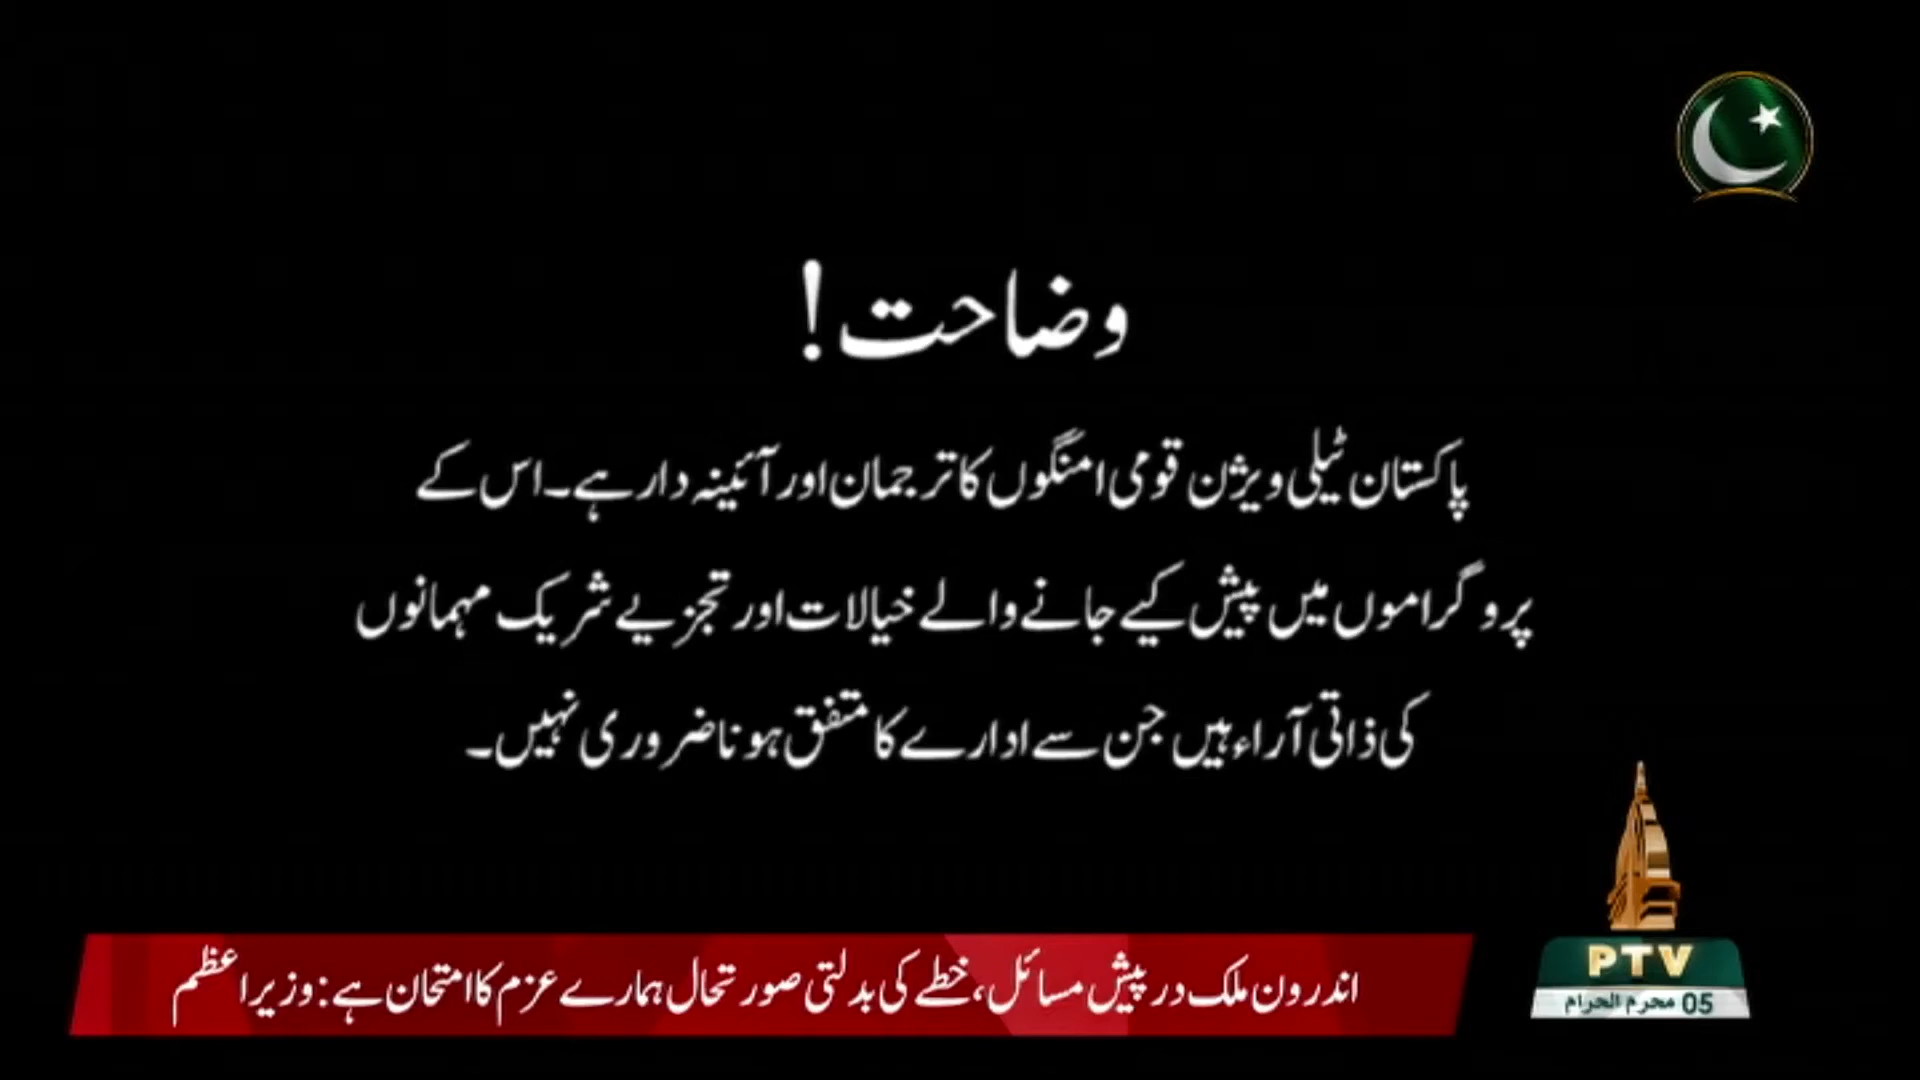 وضاحت!
پاکستان ٹیلی ویژن قومی امنگوں کا ترجمان اور آئینہ دار ہے۔ اس کے
پروگراموں میں پیش کیے جانے والے خیالات اور تجزیے شریک مہمانوں
کی ذاتی آراء ہیں جن سے ادارے کا متفق ہونا ضروری نہیں۔
اندرون ملک درپیش مسائل، خطے کی بدلتی صورتحال ہمارے عزم کا امتحان ہے: وزیراعظم
PTV
05 محرم الحرام